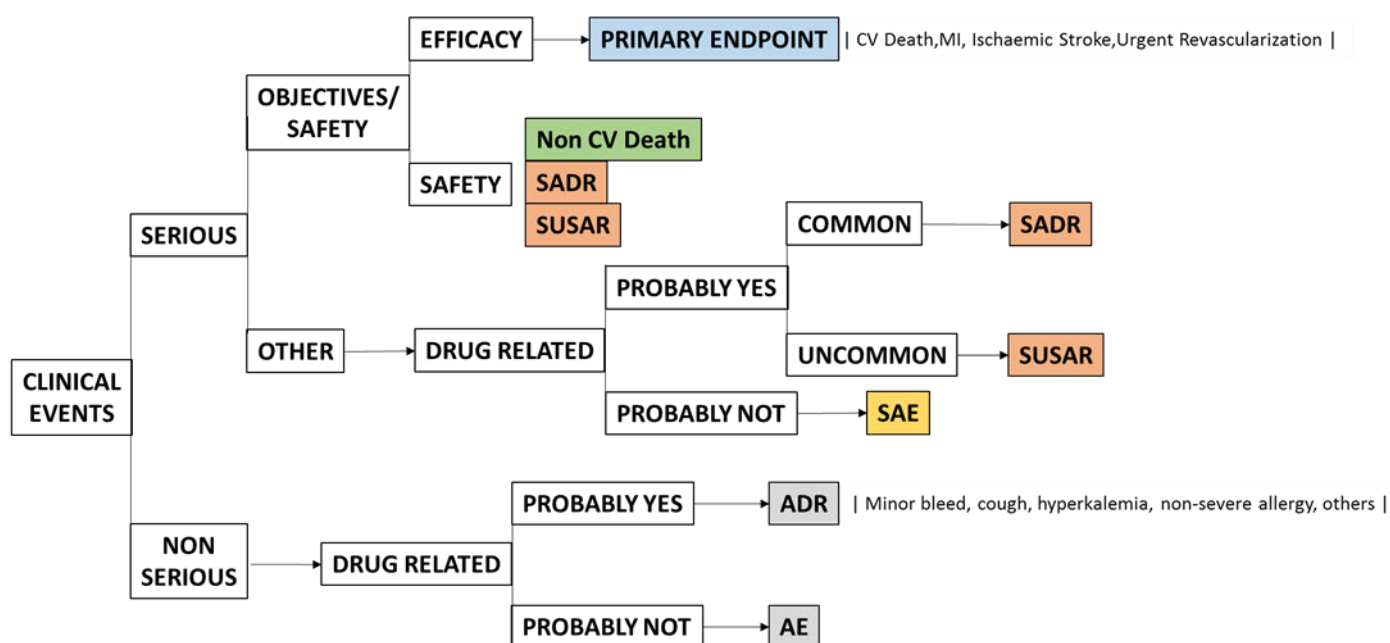 EFFICACY
PRIMARY ENDPOINT
| CV Death,MI, Ischaemic Stroke,Urgent Revascularization |
OBJECTIVES/
SAFETY
Non CV Death
SAFETY
SADR
SUSAR
SERIOUS
COMMON
SADR
PROBABLY YES
OTHER
DRUG RELATED
UNCOMMON
SUSAR
CLINICAL
EVENTS
PROBABLY NOT
SAE
PROBABLY YES
ADR
| Minor bleed, cough, hyperkalemia, non-severe allergy, others |
NON
SERIOUS
DRUG RELATED
PROBABLY NOT
AE